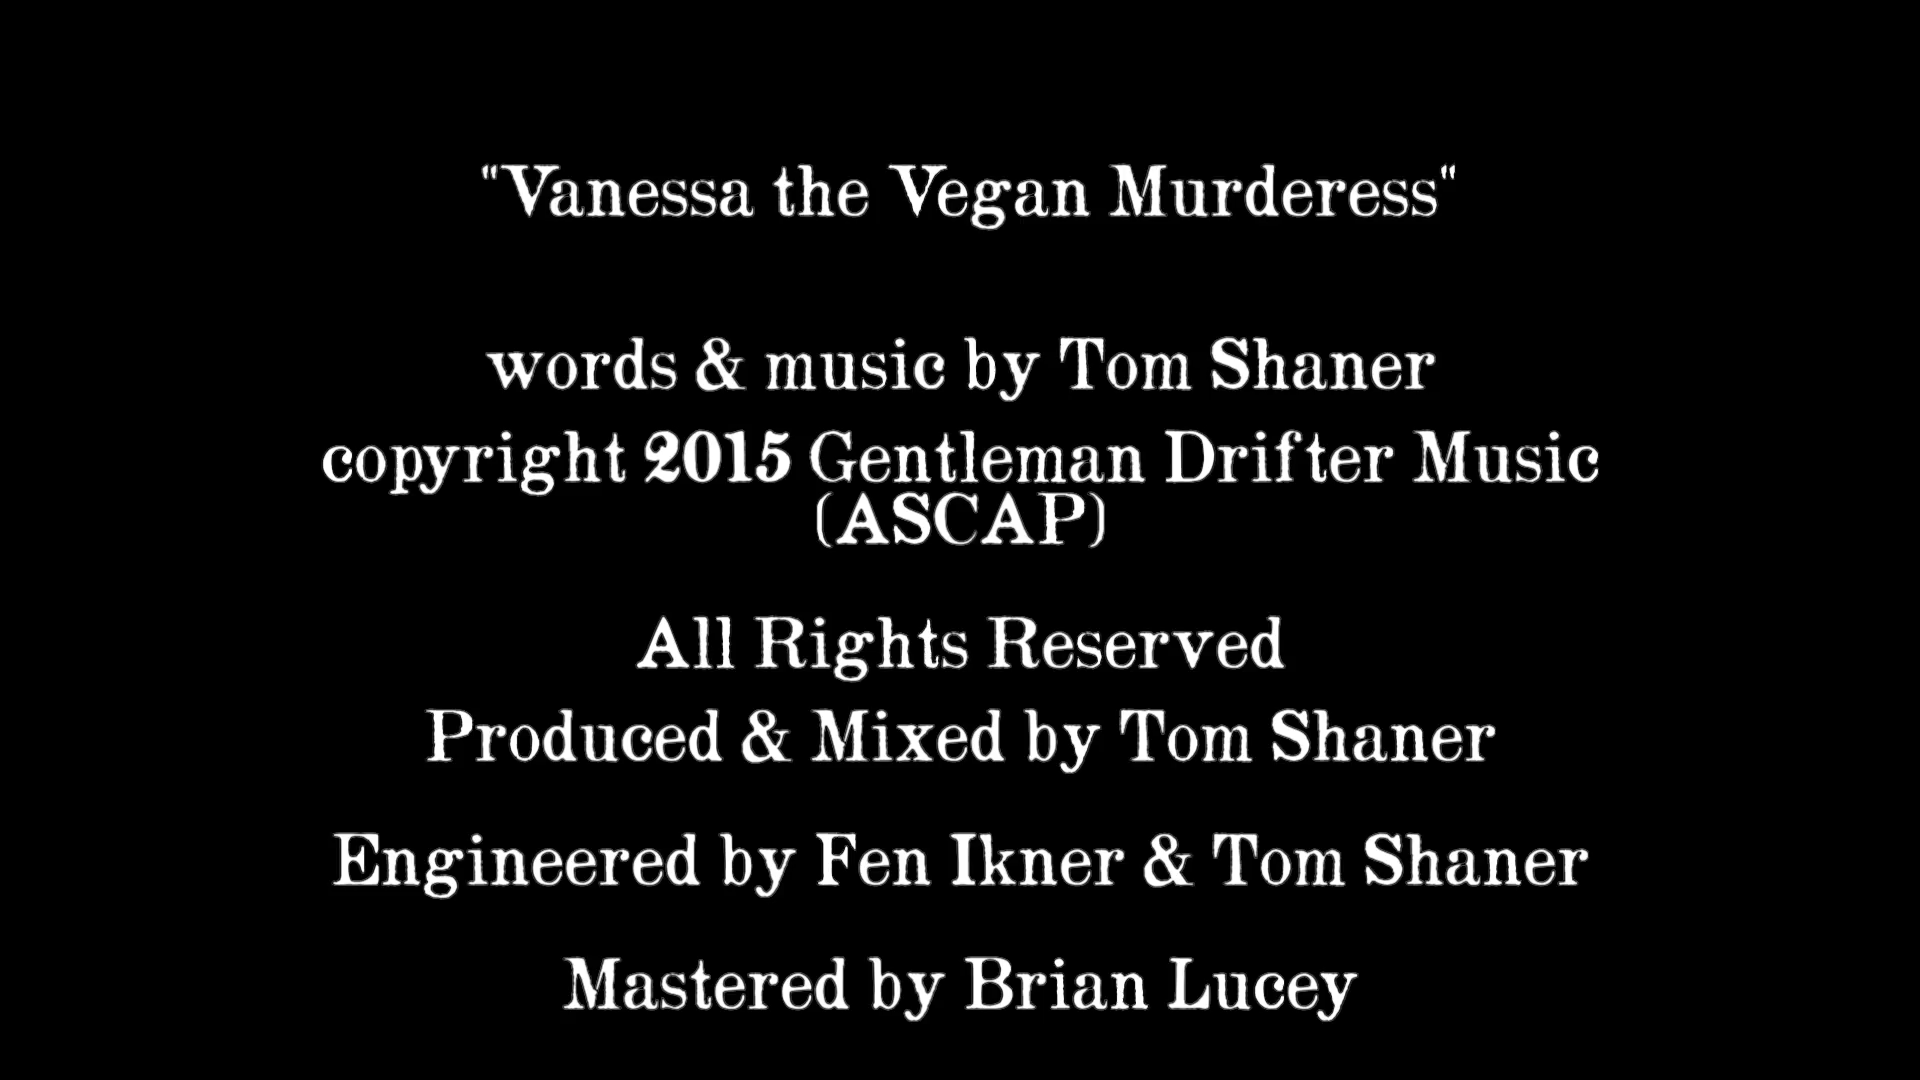 "Vanessa the Vegan Murderess"
words & music by Tom Shaner
copyright 2015 Gentleman Drifter Music
(ASCAP)
All Rights Reserved
Produced & Mixed by Tom Shaner
Engineered by Fen Ikner & Tom Shaner
Mastered by Brian Lucey